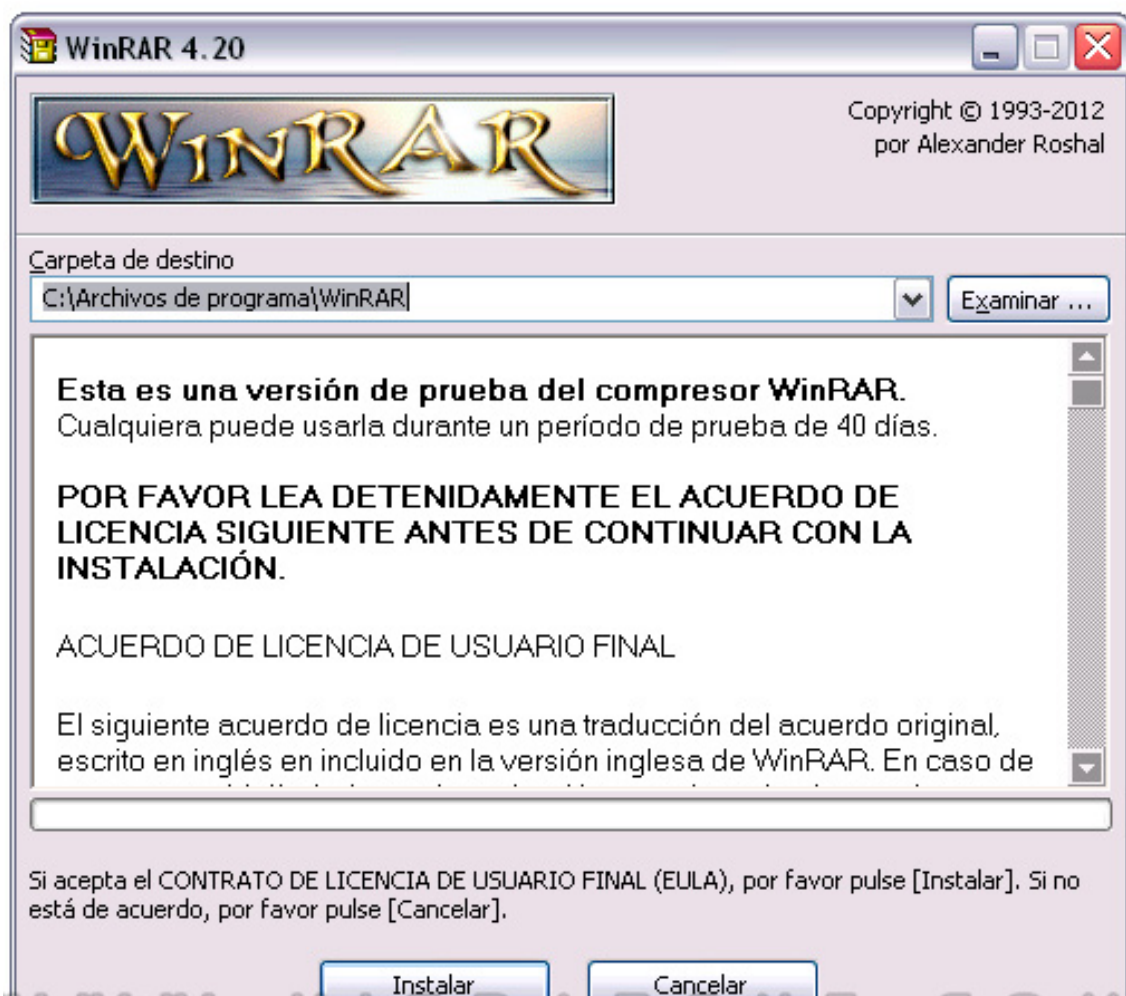 WinRAR 4.20
WINRAR
Copyright © 1993-2012
por Alexander Roshal
Carpeta de destino
C:\Archivos de programa\WinRAR
Examinar ...
Esta es una versión de prueba del compresor WinRAR.
Cualquiera puede usarla durante un período de prueba de 40 días.
POR FAVOR LEA DETENIDAMENTE EL ACUERDO DE
LICENCIA SIGUIENTE ANTES DE CONTINUAR CON LA
INSTALACIÓN.
ACUERDO DE LICENCIA DE USUARIO FINAL
El siguiente acuerdo de licencia es una traducción del acuerdo original,
escrito en inglés en incluido en la versión inglesa de WinRAR. En caso de
Si acepta el CONTRATO DE LICENCIA DE USUARIO FINAL (EULA), por favor pulse [Instalar]. Si no
está de acuerdo, por favor pulse [Cancelar].
Instalar
Cancelar